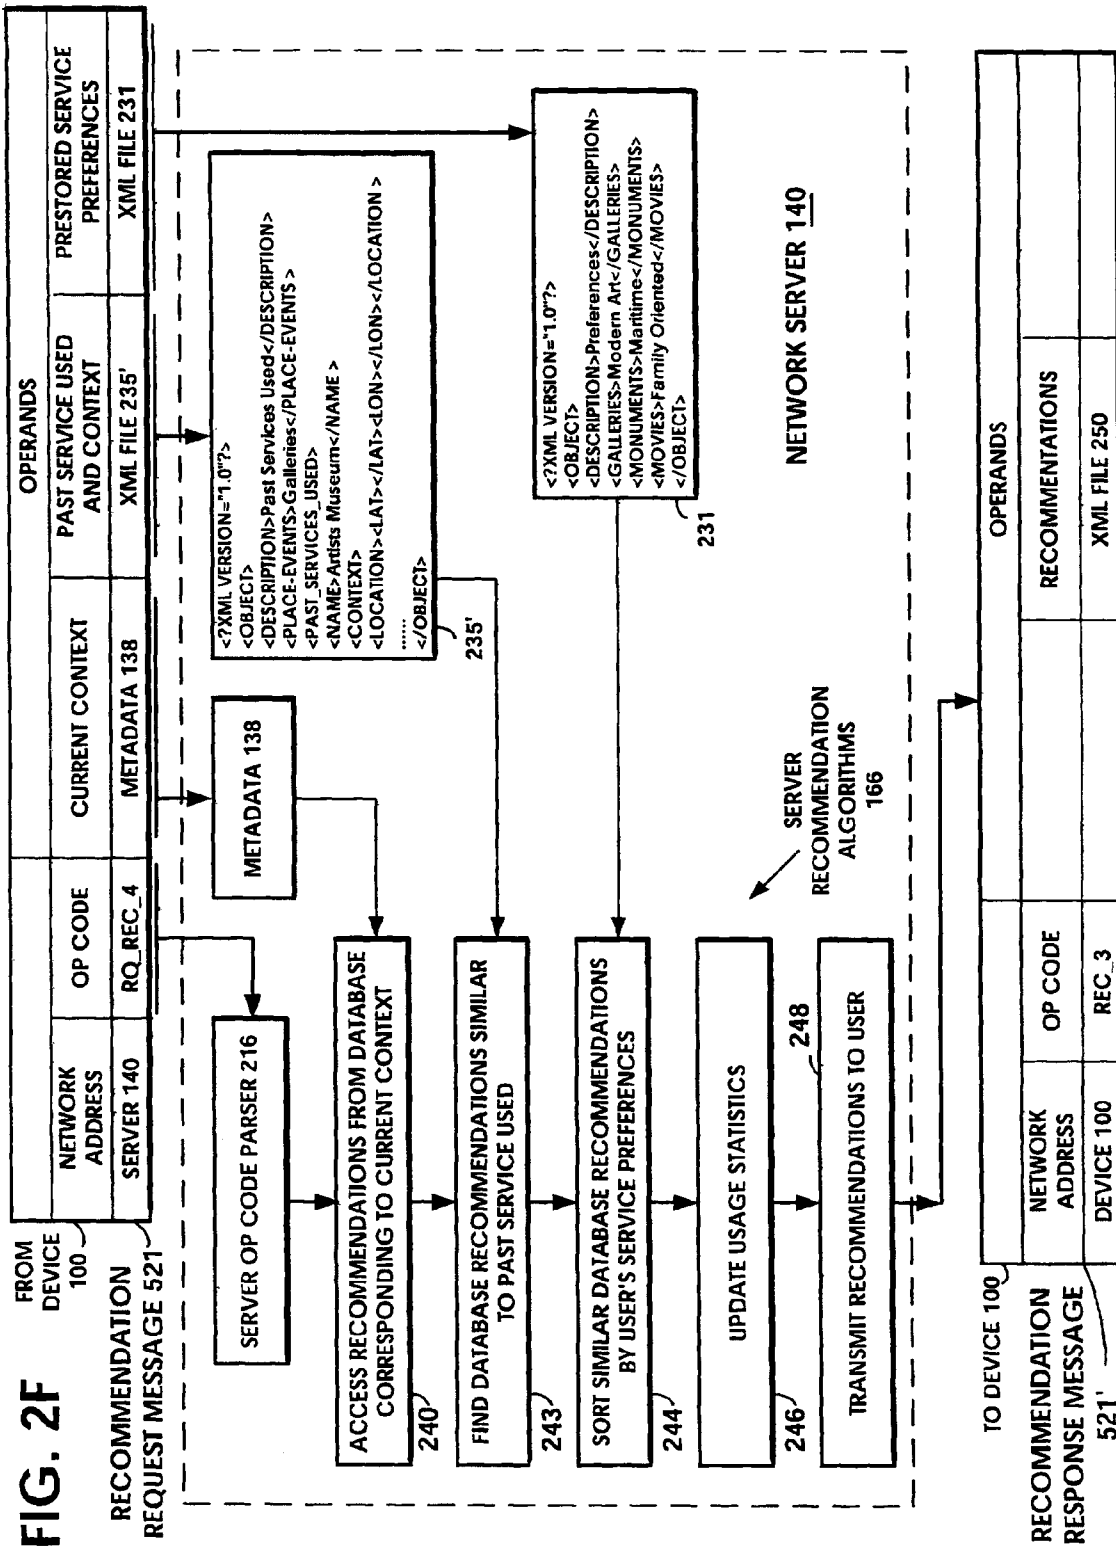 FIG. 2F
FROM
DEVICE
100
RECOMMENDATION
REQUEST MESSAGE 521
OPERANDS
NETWORK
ADDRESS
OP CODE
CURRENT CONTEXT
PAST SERVICE USED
AND CONTEXT
PRESTORED SERVICE
PREFERENCES
SERVER 140
RQ_REC_4
METADATA 138
XML FILE 235'
XML FILE 231
SERVER OP CODE PARSER 216
METADATA 138
<?XML VERSION="1.0"?>
<OBJECT>
<DESCRIPTION>Past Services Used</DESCRIPTION>
<PLACE-EVENTS>Galleries</PLACE-EVENTS >
<PAST_SERVICES_USED>
<NAME>Artists Museum</NAME >
<CONTEXT>
<LOCATION><LAT></LAT><LON></LON></LOCATION >
......
</OBJECT>
235'
ACCESS RECOMMENDATIONS FROM DATABASE
CORRESPONDING TO CURRENT CONTEXT
240
FIND DATABASE RECOMMENDATIONS SIMILAR
TO PAST SERVICE USED
243
<?XML VERSION="1.0"?>
<OBJECT>
<DESCRIPTION>Preferences</DESCRIPTION>
<GALLERIES>Modern Art</GALLERIES>
<MONUMENTS>Maritime</MONUMENTS>
<MOVIES>Family Oriented</MOVIES>
</OBJECT>
231
SORT SIMILAR DATABASE RECOMMENDATIONS
BY USER'S SERVICE PREFERENCES
244
UPDATE USAGE STATISTICS
246
SERVER
RECOMMENDATION
ALGORITHMS
166
NETWORK SERVER 140
248
TRANSMIT RECOMMENDATIONS TO USER
TO DEVICE 100
RECOMMENDATION
RESPONSE MESSAGE
521'
OPERANDS
NETWORK
ADDRESS
OP CODE
RECOMMENTATIONS
DEVICE 100
REC_3
XML FILE 250